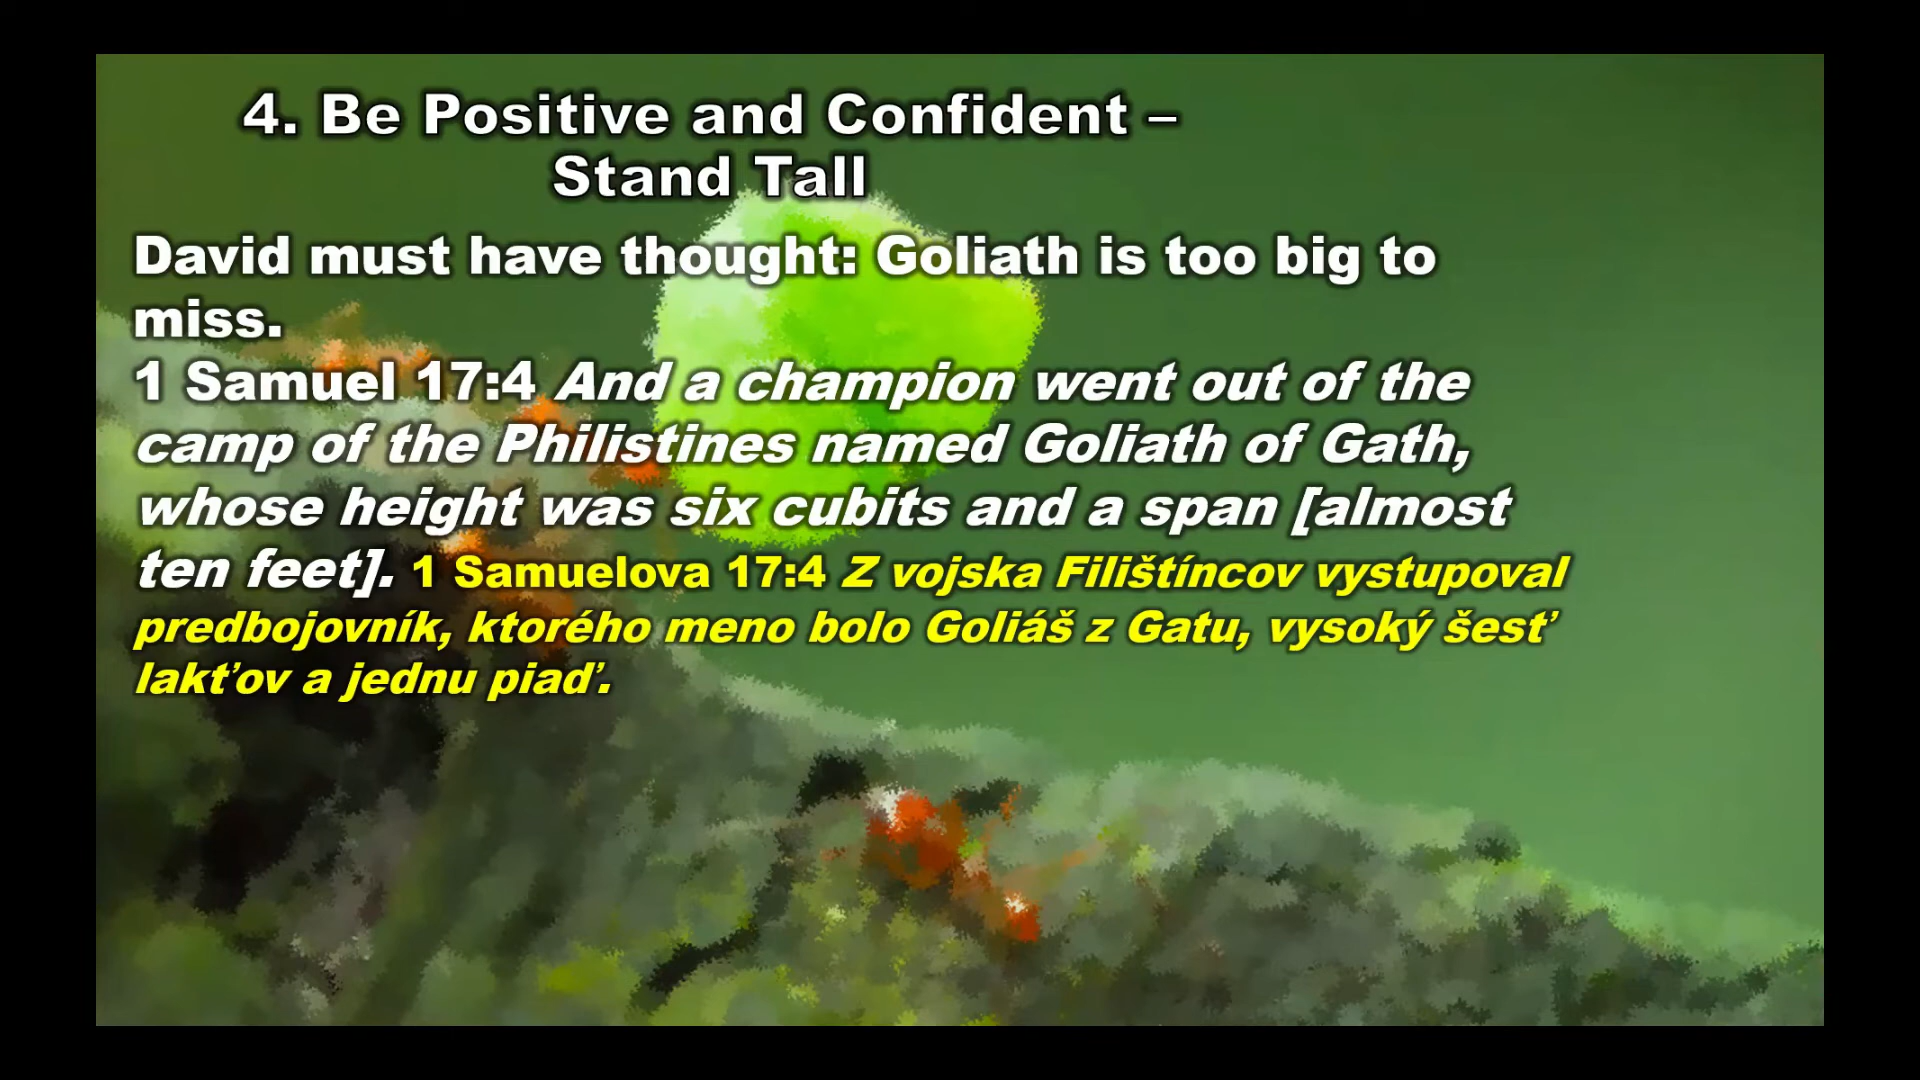 4. Be Positive and Confident –
Stand Tall
David must have thought: Goliath is too big to
miss.
1 Samuel 17:4 And a champion went out of the
camp of the Philistines named Goliath of Gath,
whose height was six cubits and a span [almost
ten feet]. 1 Samuelova 17:4 Z vojska Filištíncov vystupoval
predbojovník, ktorého meno bolo Goliáš z Gatu, vysoký šesť
lakťov a jednu piaď.